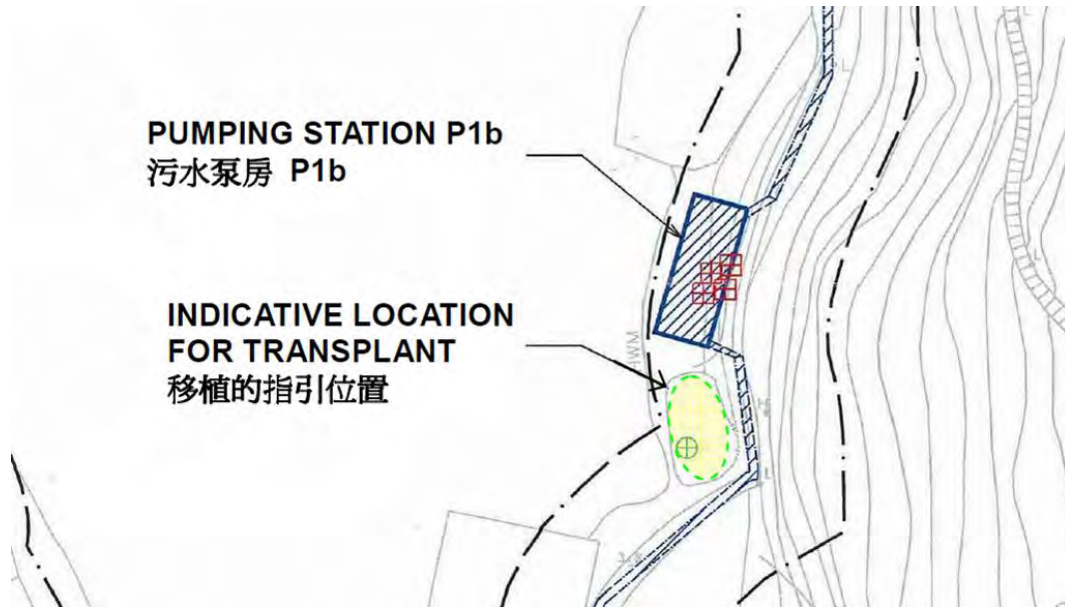 PUMPING STATION P1b
污水泵房 P1b
INDICATIVE LOCATION
FOR TRANSPLANT
移植的指引位置
HWM